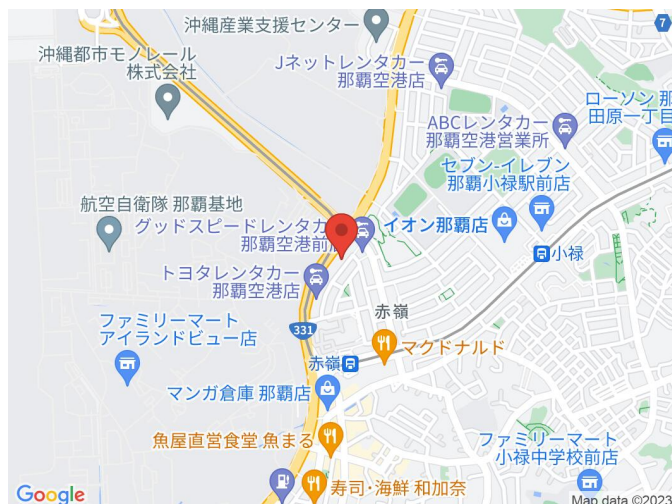 沖縄産業支援センター
7
沖縄都市モノレール
株式会社
Jネットレンタカー
那覇空港店
ローソン 那
田原一丁目
ABCレンタカー
那覇空港営業所
セブン-イレブン
那覇小禄駅前店
航空自衛隊 那覇基地
グッドスピードレンタカ
那覇空港前店
イオン那覇店
小禄
トヨタレンタカー
那覇空港店
赤嶺
331
ファミリーマート
アイランドビュー店
マクドナルド
赤嶺
マンガ倉庫 那覇店
魚屋直営食堂 魚まる
ファミリーマート
小禄中学校前店
寿司・海鮮 和加奈
Google
Map data ©2023